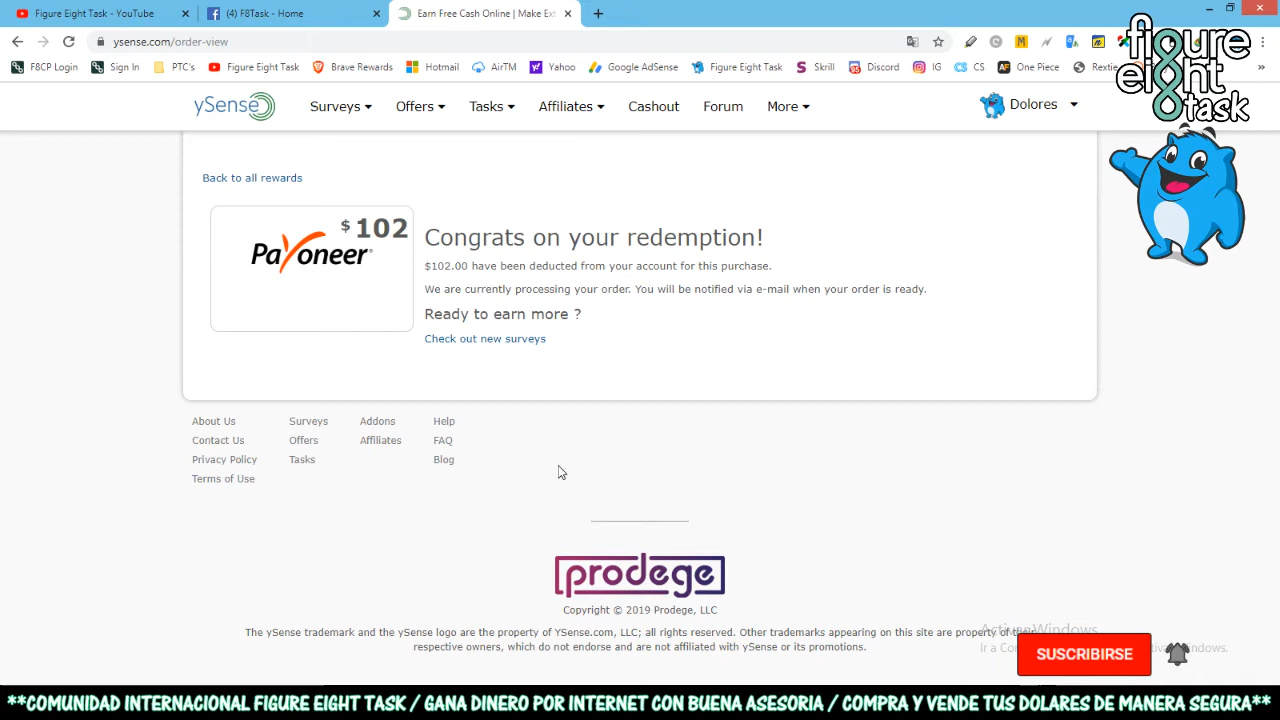 Figure Eight Task - YouTube
(4) F8Task - Home
Earn Free Cash Online | Make Ext
ysense.com/order-view
F8CP Login
Sign In
PTC's
Figure Eight Task
Brave Rewards
Hotmail
AirTM
Yahoo
Google AdSense
Figure Eight Task
Skrill
Discord
IG
CS
One Piece
Rextie
figure
eight
task
ySense
Surveys
Offers
Tasks
Affiliates
Cashout
Forum
More
Dolores
Back to all rewards
$ 102
Payoneer
Congrats on your redemption!
$102.00 have been deducted from your account for this purchase.
We are currently processing your order. You will be notified via e-mail when your order is ready.
Ready to earn more ?
Check out new surveys
About Us
Surveys
Addons
Help
Contact Us
Offers
Affiliates
FAQ
Privacy Policy
Tasks
Blog
Terms of Use
prodege
Copyright © 2019 Prodege, LLC
The ySense trademark and the ySense logo are the property of YSense.com, LLC; all rights reserved. Other trademarks appearing on this site are property of
respective owners, which do not endorse and are not affiliated with ySense or its promotions.
Activar Windows
Ir a
SUSCRIBIRSE
**COMUNIDAD INTERNACIONAL FIGURE EIGHT TASK / GANA DINERO POR INTERNET CON BUENA ASESORIA / COMPRA Y VENDE TUS DOLARES DE MANERA SEGURA**